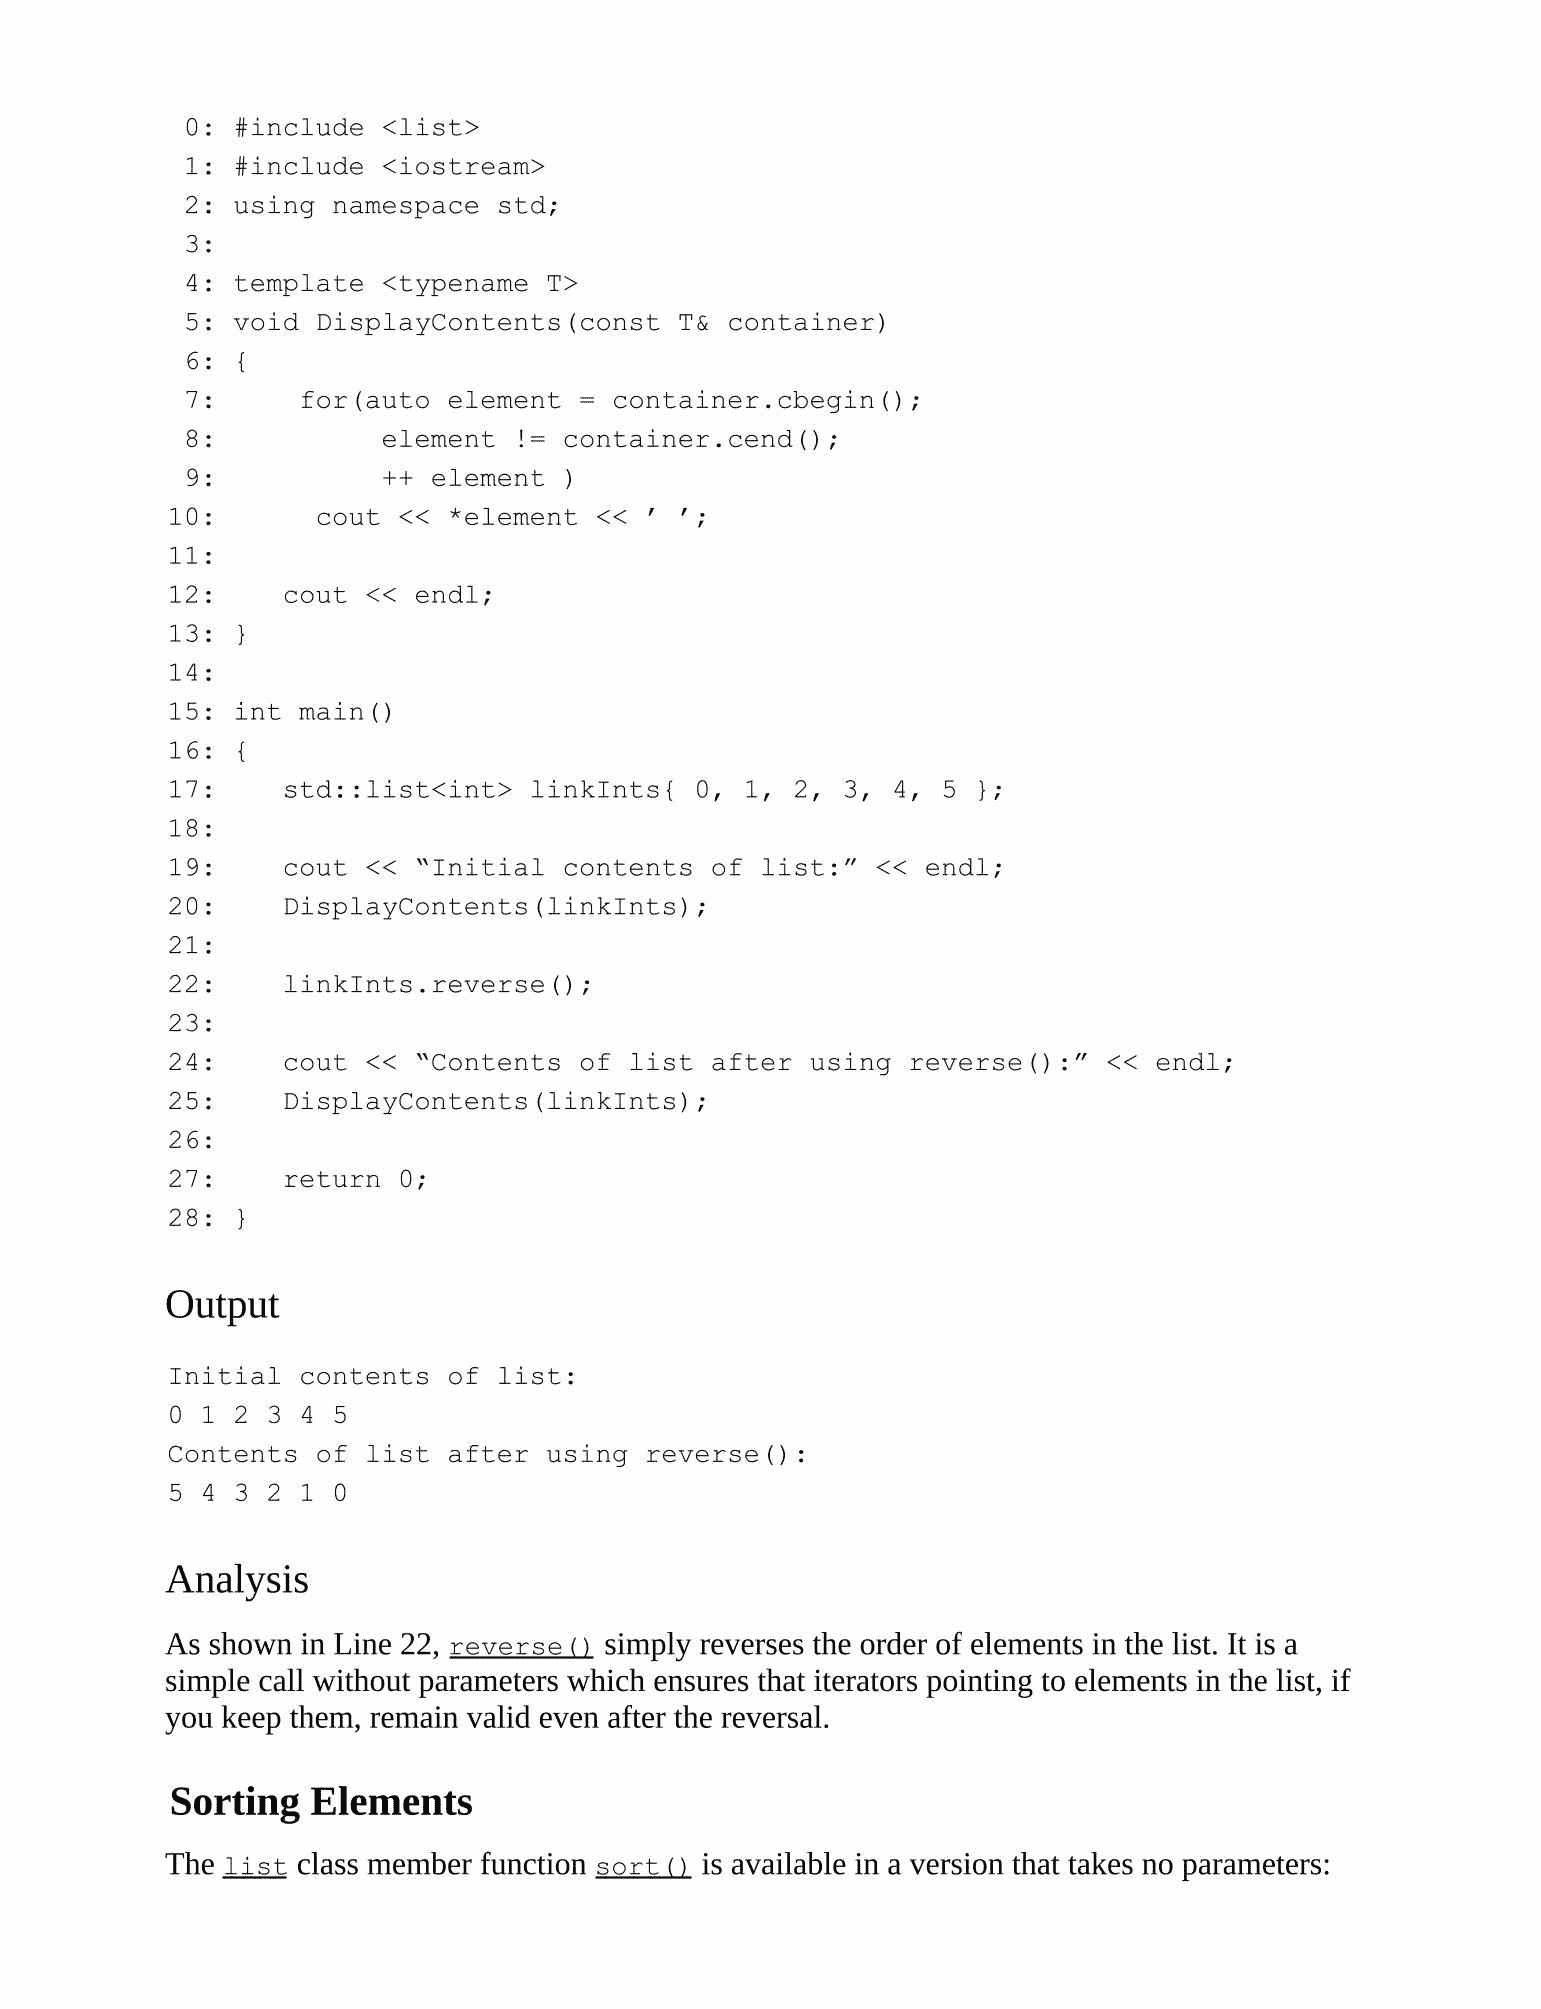 0: #include <list>
1: #include <iostream>
2: using namespace std;
3:
4: template <typename T>
5: void DisplayContents(const T& container)
6: {
7:     for(auto element = container.cbegin();
8:          element != container.cend();
9:          ++ element )
10:      cout << *element << ’ ’;
11:
12:    cout << endl;
13: }
14:
15: int main()
16: {
17:    std::list<int> linkInts{ 0, 1, 2, 3, 4, 5 };
18:
19:    cout << “Initial contents of list:” << endl;
20:    DisplayContents(linkInts);
21:
22:    linkInts.reverse();
23:
24:    cout << “Contents of list after using reverse():” << endl;
25:    DisplayContents(linkInts);
26:
27:    return 0;
28: }
Output
Initial contents of list:
0 1 2 3 4 5
Contents of list after using reverse():
5 4 3 2 1 0
Analysis
As shown in Line 22, reverse() simply reverses the order of elements in the list. It is a
simple call without parameters which ensures that iterators pointing to elements in the list, if
you keep them, remain valid even after the reversal.
Sorting Elements
The list class member function sort() is available in a version that takes no parameters: